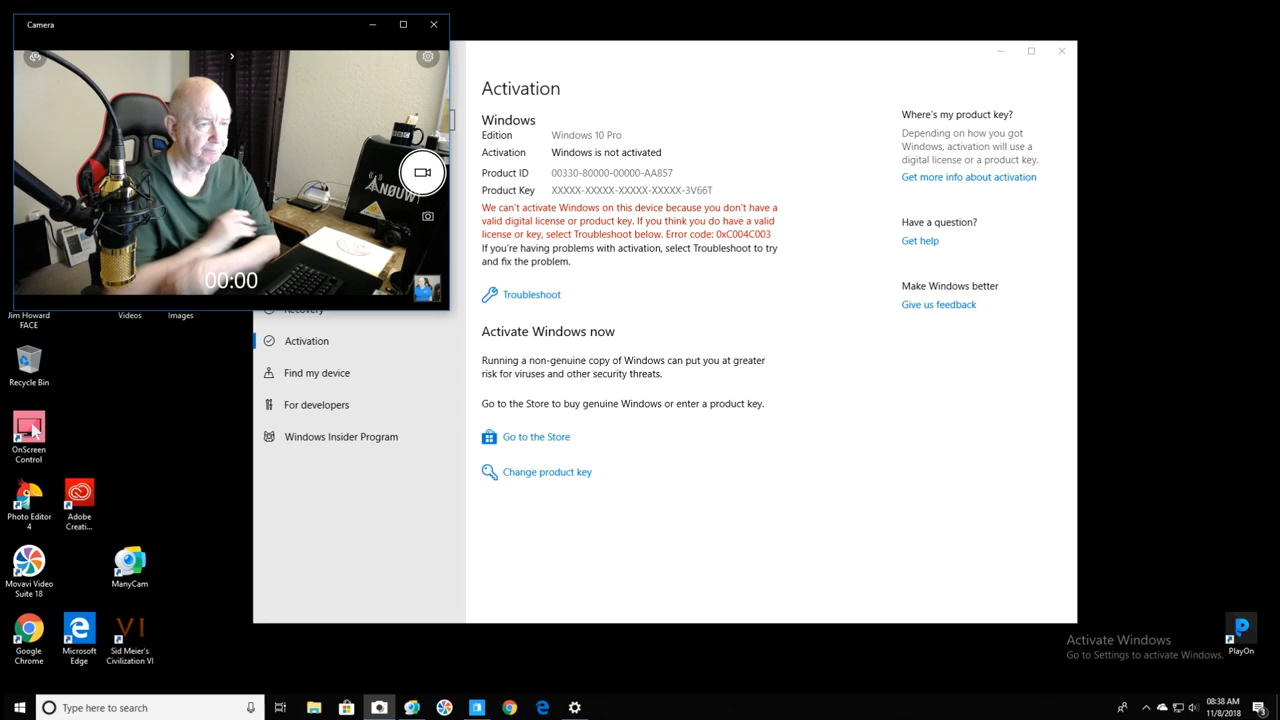 Camera
BBC
ANBUWE
00:00
Activation
Windows
Edition Windows 10 Pro
Activation Windows is not activated
Product ID 00330-80000-00000-AA857
Product Key XXXXX-XXXXX-XXXXX-XXXXX-3V66T
We can't activate Windows on this device because you don't have a
valid digital license or product key. If you think you do have a valid
license or key, select Troubleshoot below. Error code: 0xC004C003
If you're having problems with activation, select Troubleshoot to try
and fix the problem.
Troubleshoot
Activate Windows now
Running a non-genuine copy of Windows can put you at greater
risk for viruses and other security threats.
Go to the Store to buy genuine Windows or enter a product key.
Go to the Store
Change product key
Where's my product key?
Depending on how you got
Windows, activation will use a
digital license or a product key.
Get more info about activation
Have a question?
Get help
Make Windows better
Give us feedback
Recovery
Activation
Find my device
For developers
Windows Insider Program
Jim Howard
FACE
Videos
Images
Recycle Bin
OnScreen
Control
Photo Editor
4
Adobe
Creati...
Movavi Video
Suite 18
ManyCam
Google
Chrome
Microsoft
Edge
VI
Sid Meier's
Civilization VI
Activate Windows
Go to Settings to activate Windows.
PlayOn
Type here to search
08:38 AM
11/8/2018
3